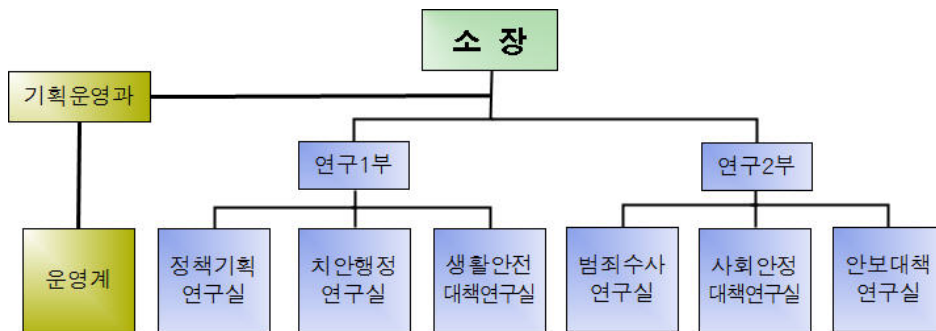 소 장
기획운영과
연구1부
연구2부
운영계
정책기획
연구실
치안행정
연구실
생활안전
대책연구실
범죄수사
연구실
사회안정
대책연구실
안보대책
연구실